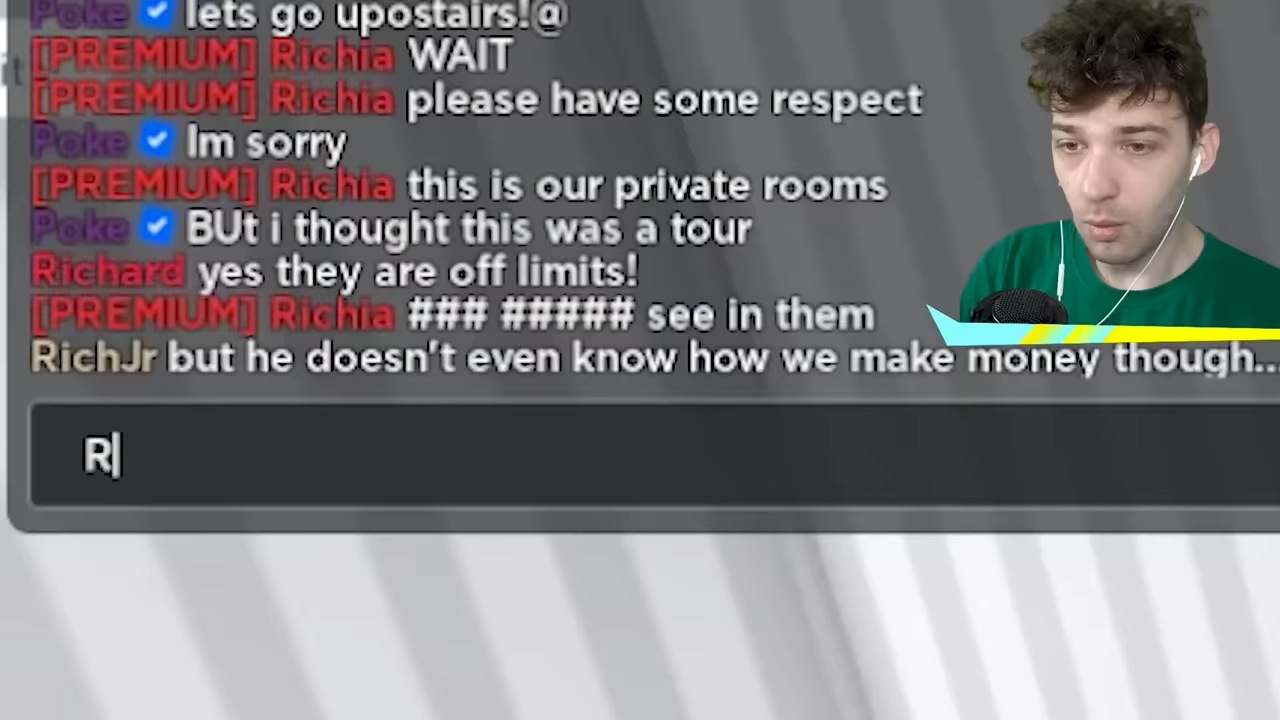 Poke lets go upostairs!@
[PREMIUM] Richia WAIT
it
[PREMIUM] Richia please have some respect
Poke Im sorry
[PREMIUM] Richia this is our private rooms
Poke BUt i thought this was a tour
Richard yes they are off limits!
[PREMIUM] Richia ### ##### see in them
RichJr but he doesn't even know how we make money though...
R